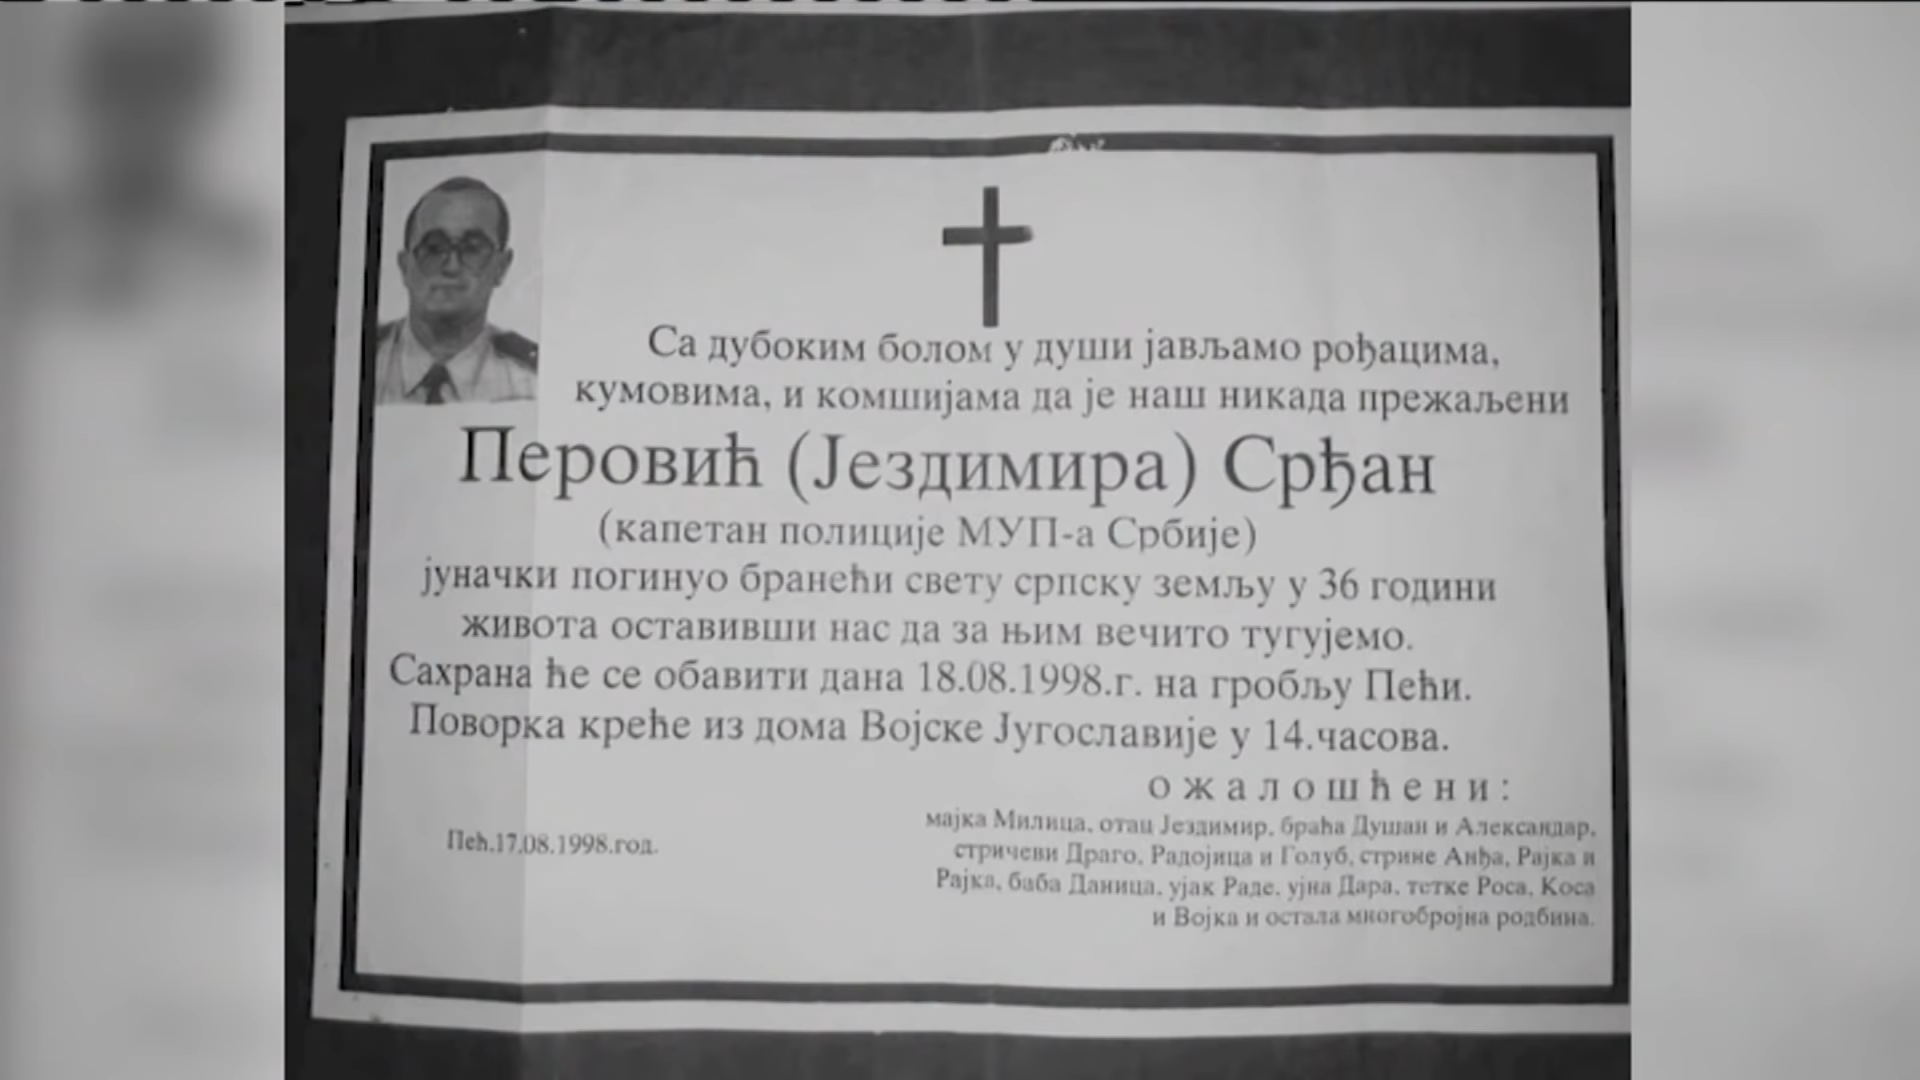 Са дубоким болом у души јављамо рођацима,
кумовима, и комшијама да је наш никада прежаљени
Перовић (Јездимира) Срђан
(капетан полиције МУП-а Србије)
јуначки погинуо бранећи свету српску земљу у 36 години
живота оставивши нас да за њим вечито тугујемо.
Сахрана ће се обавити дана 18.08.1998.г. на гробљу Пећи.
Поворка креће из дома Војске Југославије у 14.часова.
о ж а л о ш ћ е н и :
мајка Милица, отац Јездимир, браћа Душан и Александар,
стричеви Драго, Радојица и Голуб, стрине Анђа, Рајка и
Рајка, баба Даница, ујак Раде, ујна Дара, тетке Роса, Коса
и Војка и остала многобројна родбина.
Пећ.17.08.1998.год.